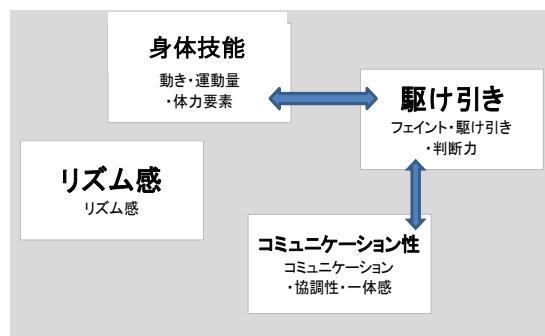 身体技能
動き・運動量
・体力要素
駆け引き
フェイント・駆け引き
・判断力
リズム感
リズム感
コミュニケーション性
コミュニケーション
・協調性・一体感